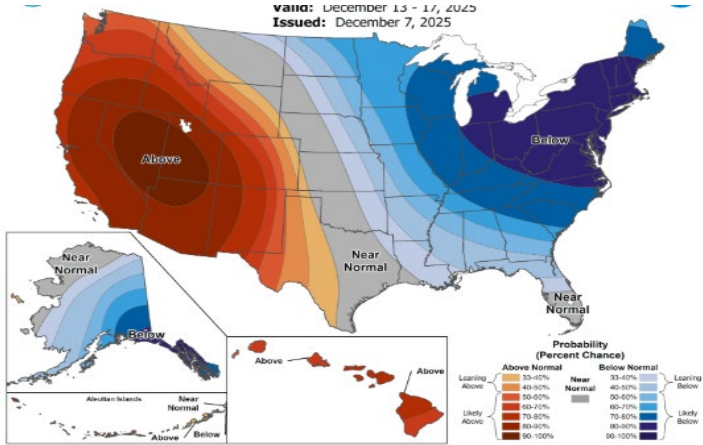 Valid: December 13 - 17, 2025
Issued: December 7, 2025
Above
Below
Near
Normal
Near
Normal
Near
Normal
Below
Aleutian Islands
Near
Normal
Above
Below
Above
Above
Probability
(Percent Chance)
Above Normal
Below Normal
Leaning
Above
33-40%
40-50%
50-60%
60-70%
70-80%
80-90%
90-100%
Likely
Above
Near
Normal
33-40%
40-50%
50-60%
60-70%
70-80%
80-90%
90-100%
Leaning
Below
Likely
Below